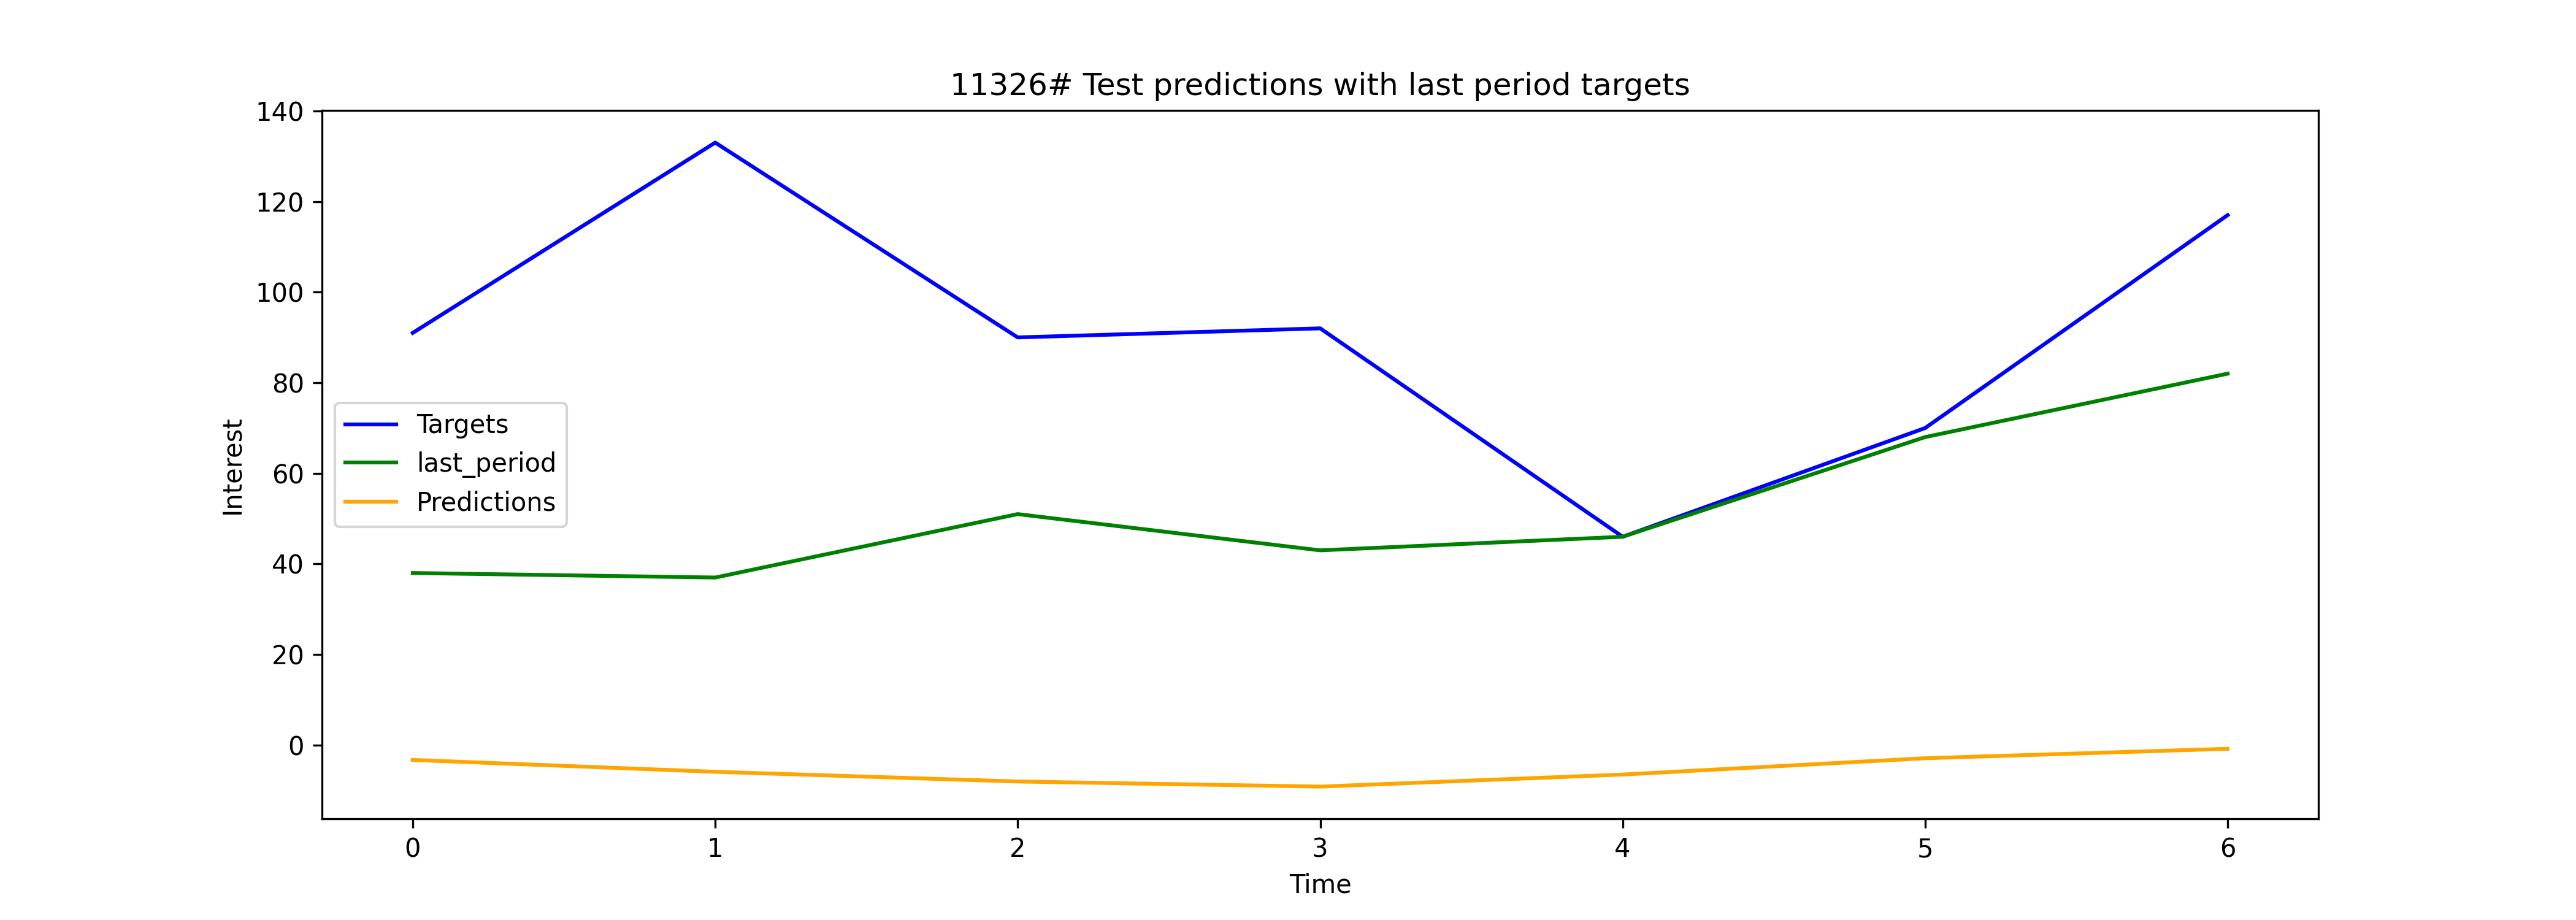 11326# Test predictions with last period targets
140
120
100
80
60
40
20
0
Interest
Targets
last_period
Predictions
0 1 2 3 4 5 6
Time